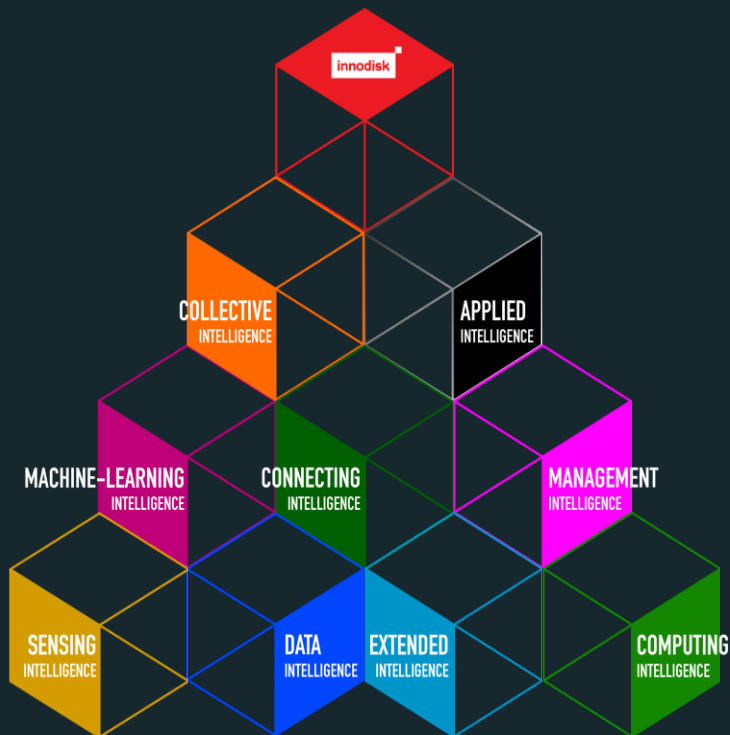 innodisk
COLLECTIVE
INTELLIGENCE
APPLIED
INTELLIGENCE
MACHINE-LEARNING
INTELLIGENCE
CONNECTING
INTELLIGENCE
MANAGEMENT
INTELLIGENCE
SENSING
INTELLIGENCE
DATA
INTELLIGENCE
EXTENDED
INTELLIGENCE
COMPUTING
INTELLIGENCE